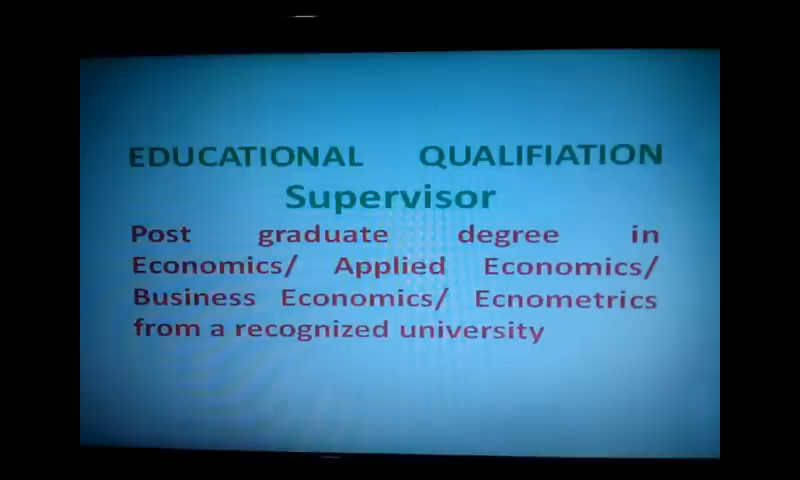 EDUCATIONAL QUALIFIATION
Supervisor
Post graduate degree in
Economics/ Applied Economics/
Business Economics/ Ecnometrics
from a recognized university